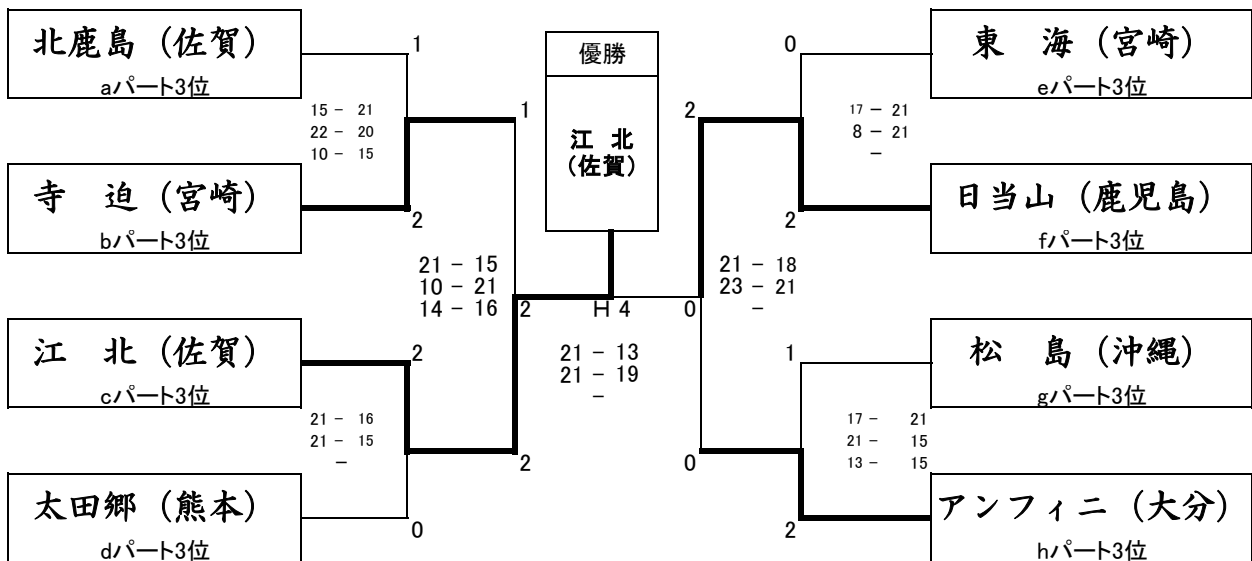 北鹿島（佐賀）
aパート3位
寺　迫（宮崎）
bパート3位
江　北（佐賀）
cパート3位
太田郷（熊本）
dパート3位
1
15 − 21
22 − 20
10 − 15
2
2
21 − 16
21 − 15
−
0
1
21 − 15
10 − 21
14 − 16
2
優勝
江 北
（佐賀）
2
H 4
0
21 − 13
21 − 19
−
2
21 − 18
23 − 21
−
0
0
17 − 21
8 − 21
−
2
1
17 − 21
21 15
13 − 15
2
東　海（宮崎）
eパート3位
日当山（鹿児島）
fパート3位
松　島（沖縄）
gパート3位
アンフィニ（大分）
hパート3位